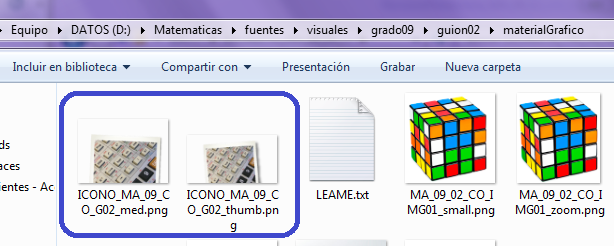 Equipo ▸ DATOS (D:) ▸ Matematicas ▸ fuentes ▸ visuales ▸ grado09 ▸ guion02 ▸ materialGrafico
Incluir en biblioteca Compartir con Presentación Grabar Nueva carpeta
ds
aces
ientes - Ac
ICONO_MA_09_C
O_G02_med.png
ICONO_MA_09_C
O_G02_thumb.pn
g
LEAME.txt
MA_09_02_CO_I
MG01_small.png
MA_09_02_CO_I
MG01_zoom.png